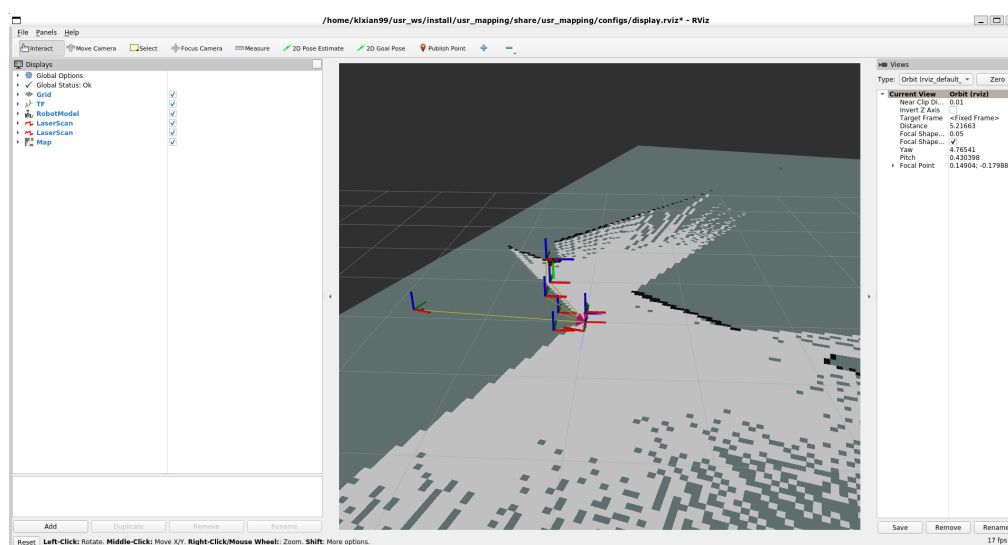 /home/klxian99/usr_ws/install/usr_mapping/share/usr_mapping/configs/display.rviz* - RViz
File Panels Help
Interact Move Camera Select Focus Camera Measure 2D Pose Estimate 2D Goal Pose Publish Point
Displays
Global Options
Global Status: Ok
Grid
TF
RobotModel
LaserScan
LaserScan
Map
Add Duplicate Remove Rename
Views
Type: Orbit (rviz_default_ Zero
Current View Orbit (rviz)
Near Clip Di... 0.01
Invert Z Axis
Target Frame <Fixed Frame>
Distance 5.21663
Focal Shape... 0.05
Focal Shape...
Yaw 4.76541
Pitch 0.430398
Focal Point 0.14904; -0.17988
Save Remove Rename
Reset Left-Click: Rotate. Middle-Click: Move X/Y. Right-Click/Mouse Wheel:: Zoom. Shift: More options.
17 fps